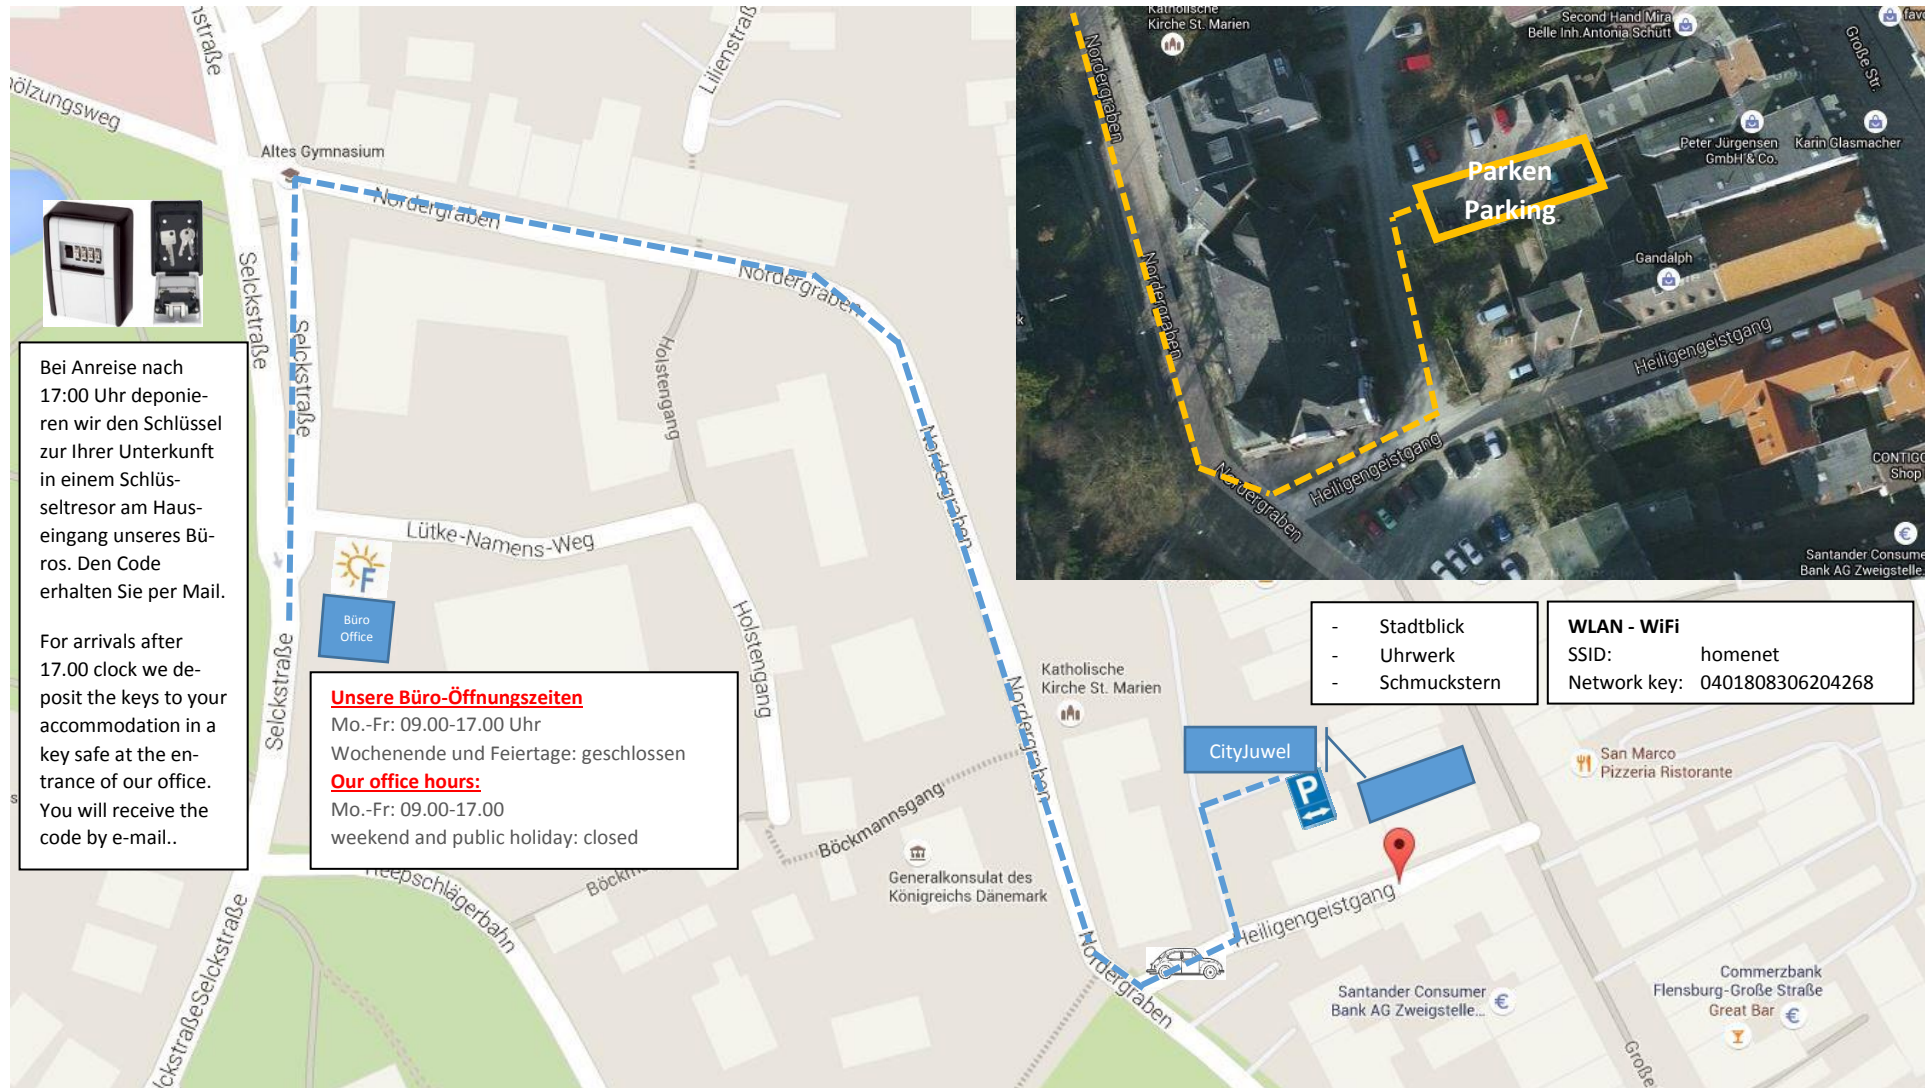 Bei Anreise nach
17:00 Uhr deponie-
ren wir den Schlüssel
zur Ihrer Unterkunft
in einem Schlüs-
seltresor am Haus-
eingang unseres Bü-
ros. Den Code
erhalten Sie per Mail.
For arrivals after
17.00 clock we de-
posit the keys to your
accommodation in a
key safe at the en-
trance of our office.
You will receive the
code by e-mail..
Unsere Büro-Öffnungszeiten
Mo.-Fr: 09.00-17.00 Uhr
Wochenende und Feiertage: geschlossen
Our office hours:
Mo.-Fr: 09.00-17.00
weekend and public holiday: closed
Büro
Office
F
- Stadtblick
- Uhrwerk
- Schmuckstern
WLAN - WiFi
SSID: homenet
Network key: 0401808306204268
CityJuwel
P
Parken
Parking
Katholische
Kirche St. Marien
Second Hand Mira
Belle Inh.Antonia Schütt
Große Str.
Peter Jürgensen
GmbH & Co.
Karin Glasmacher
Gandalph
Heiligengeistgang
Heiligengeistgang
Nordergraben
Nordergraben
Nordergraben
CONTIGO
Shop
Santander Consume
Bank AG Zweigstelle..
nstraße
Lilienstraß
ölzungsweg
Altes Gymnasium
Nordergraben
Nordergraben
Selckstraße
Selckstraße
Holstengang
Nordergraben
Lütke-Namens-Weg
Holstengang
Selckstraße
Nordergraben
Katholische
Kirche St. Marien
Böckmannsgang
Böckm
Reepschlägerbahn
Generalkonsulat des
Königreichs Dänemark
SelckstraßeSelckstraße
Nordergraben
Heiligengeistgang
San Marco
Pizzeria Ristorante
Santander Consumer
Bank AG Zweigstelle...
Commerzbank
Flensburg-Große Straße
Great Bar
Große